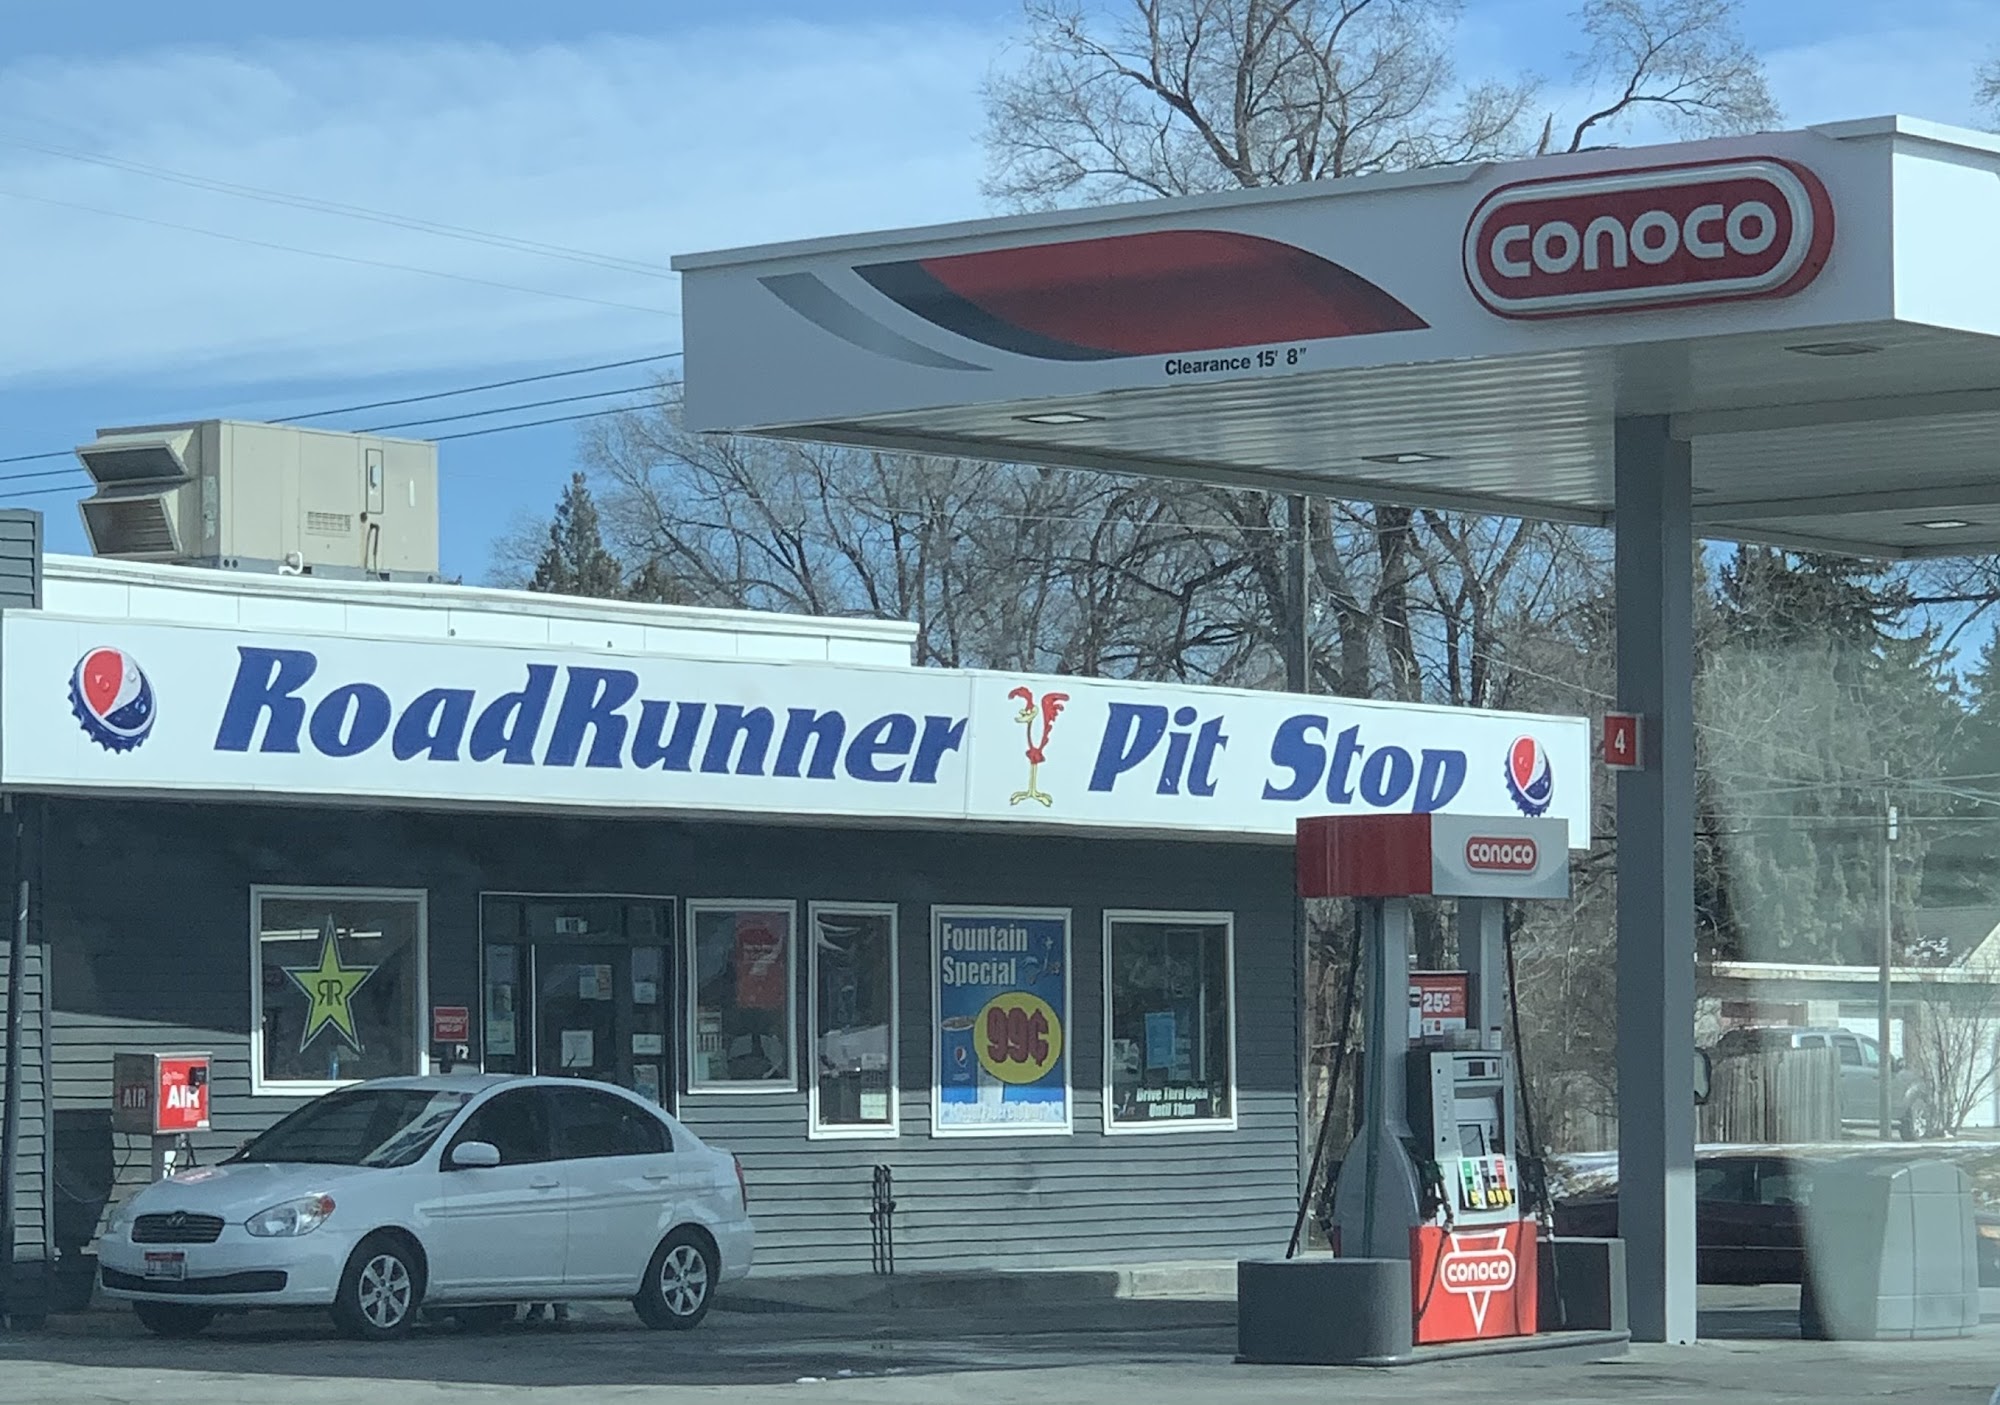 CONOCO
Clearance 15' 8"
RoadRunner Pit Stop
4
CONOCO
Fountain
Special
99¢
25¢
AIR
AIR
Drive Thru Open
Until 11pm
CONOCO